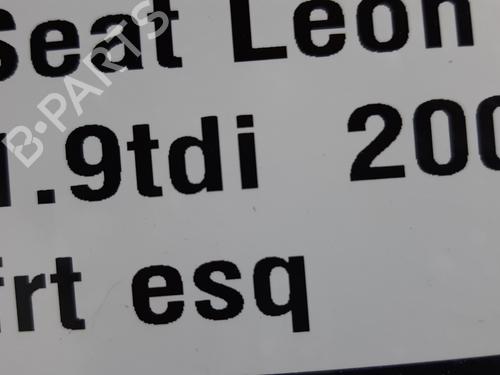 Seat Leon
1.9tdi 200
frt esq
B-PARTS